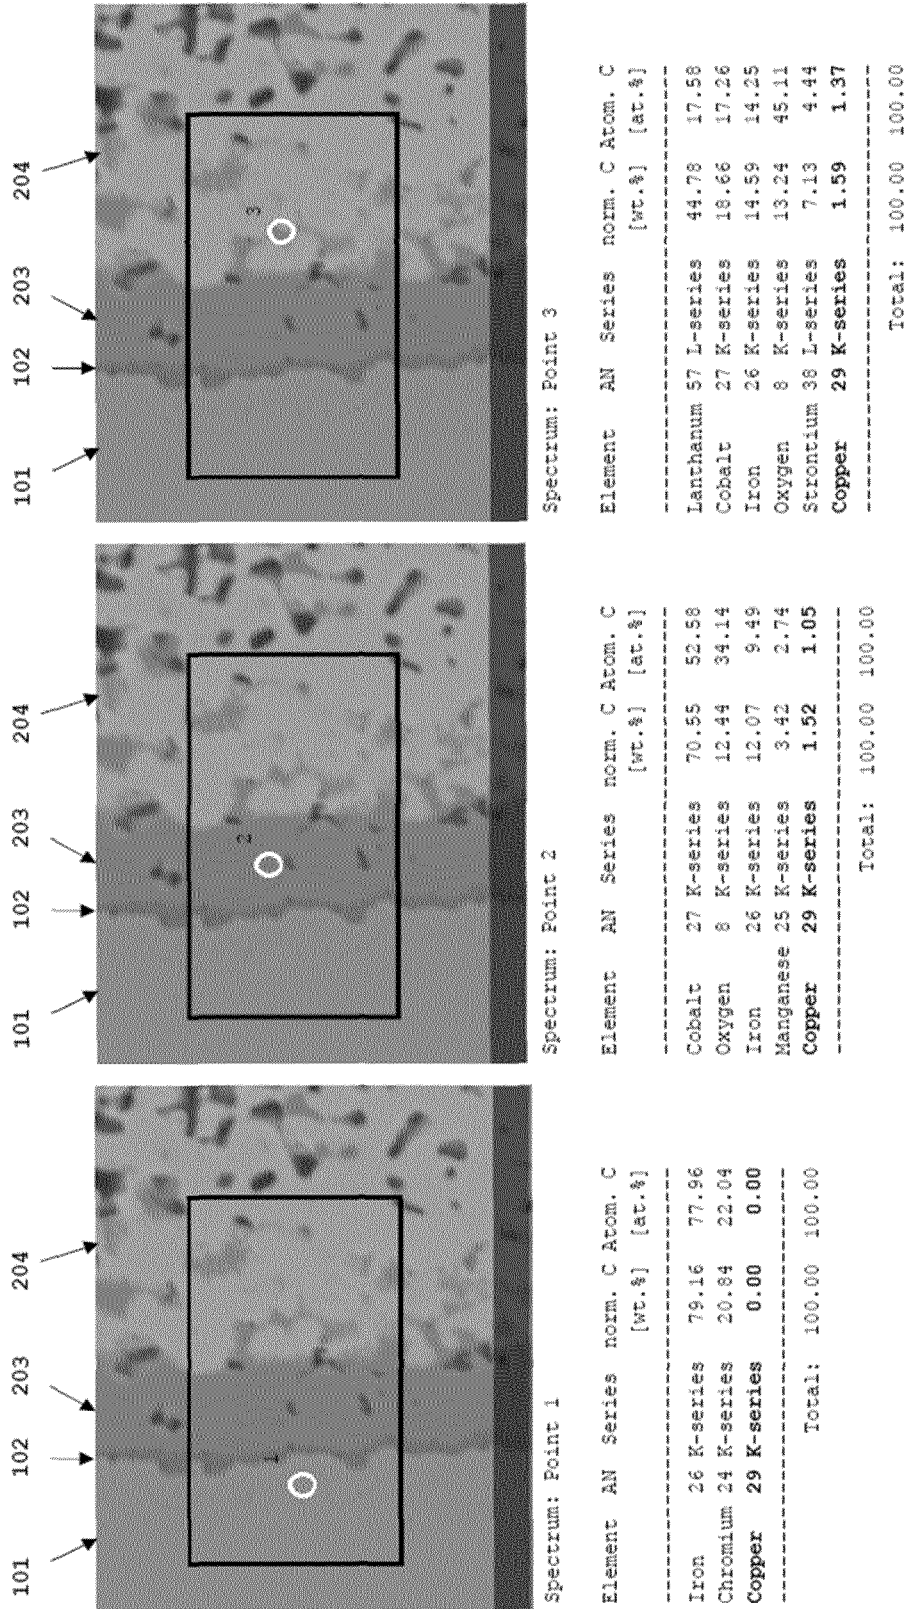 101 102 203 204
1
Spectrum: Point 1
Element AN Series norm. C Atom. C
[wt.%] [at.%]
----------------------------------------
Iron 26 K-series 79.16 77.96
Chromium 24 K-series 20.84 22.04
Copper 29 K-series 0.00 0.00
----------------------------------------
Total: 100.00 100.00
101 102 203 204
2
Spectrum: Point 2
Element AN Series norm. C Atom. C
[wt.%] [at.%]
----------------------------------------
Cobalt 27 K-series 70.55 52.58
Oxygen 8 K-series 12.44 34.14
Iron 26 K-series 12.07 9.49
Manganese 25 K-series 3.42 2.74
Copper 29 K-series 1.52 1.05
----------------------------------------
Total: 100.00 100.00
101 102 203 204
3
Spectrum: Point 3
Element AN Series norm. C Atom. C
[wt.%] [at.%]
----------------------------------------
Lanthanum 57 L-series 44.78 17.58
Cobalt 27 K-series 18.66 17.26
Iron 26 K-series 14.59 14.25
Oxygen 8 K-series 13.24 45.11
Strontium 38 L-series 7.13 4.44
Copper 29 K-series 1.59 1.37
----------------------------------------
Total: 100.00 100.00